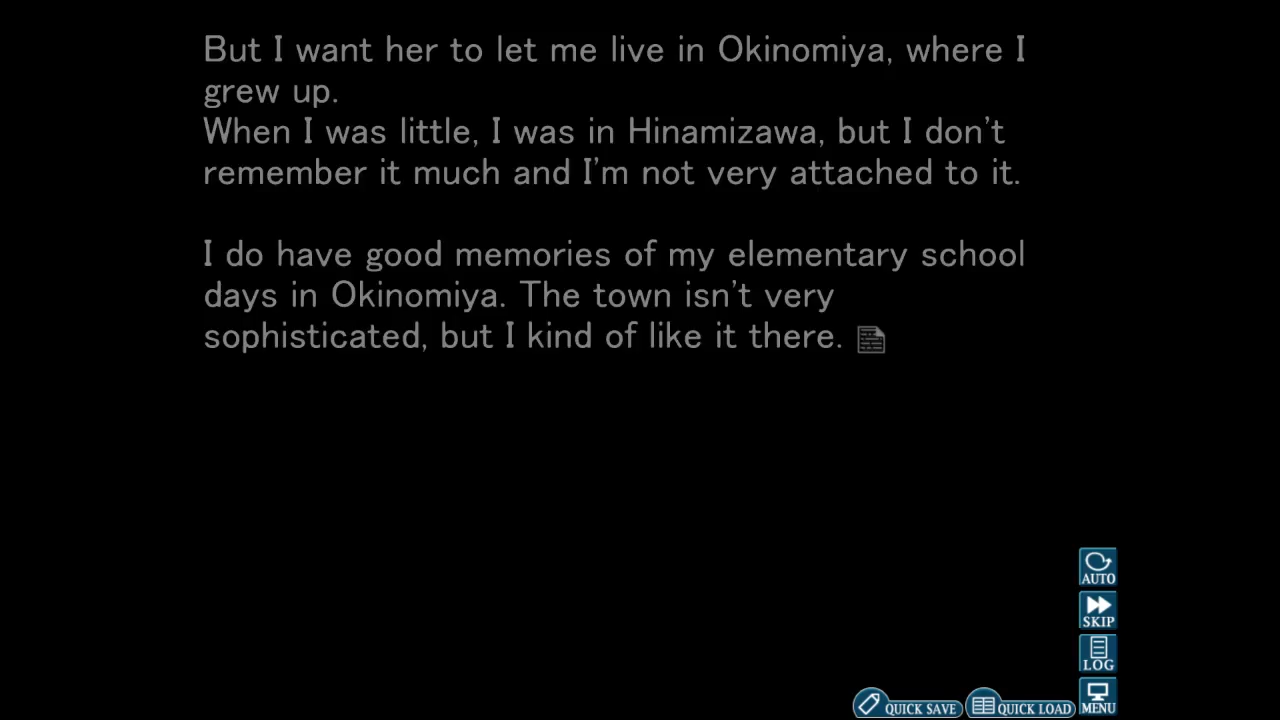 But I want her to let me live in Okinomiya, where I
grew up.
When I was little, I was in Hinamizawa, but I don't
remember it much and I'm not very attached to it.
I do have good memories of my elementary school
days in Okinomiya. The town isn't very
sophisticated, but I kind of like it there.
AUTO
SKIP
LOG
MENU
QUICK SAVE
QUICK LOAD